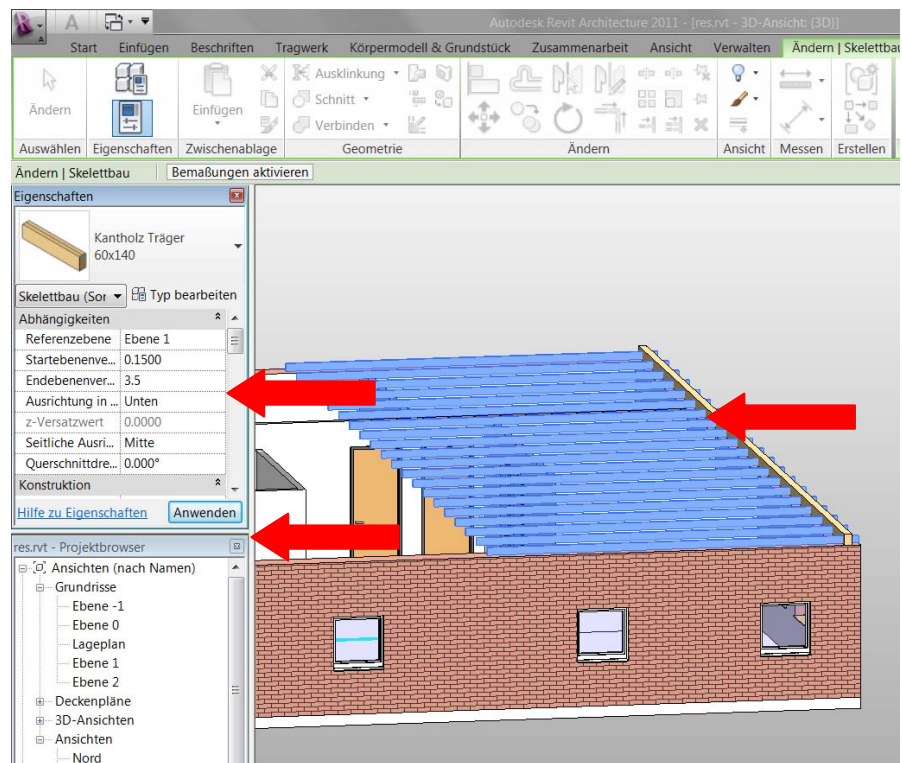 Autodesk Revit Architecture 2011 - [res.rvt - 3D-Ansicht: {3D}]
Start Einfügen Beschriften Tragwerk Körpermodell & Grundstück Zusammenarbeit Ansicht Verwalten Ändern | Skelettbau
Ausklinkung
Schnitt
Verbinden
Ändern Einfügen
Auswählen Eigenschaften Zwischenablage Geometrie Ändern Ansicht Messen Erstellen
Ändern | Skelettbau Bemaßungen aktivieren
Eigenschaften
Kantholz Träger
60x140
Skelettbau (Sor Typ bearbeiten
Abhängigkeiten
Referenzebene Ebene 1
Startebenenve... 0.1500
Endebenenver... 3.5
Ausrichtung in ... Unten
z-Versatzwert 0.0000
Seitliche Ausri... Mitte
Querschnittdre... 0.000°
Konstruktion
Hilfe zu Eigenschaften Anwenden
res.rvt - Projektbrowser
Ansichten (nach Namen)
Grundrisse
Ebene -1
Ebene 0
Lageplan
Ebene 1
Ebene 2
Deckenpläne
3D-Ansichten
Ansichten
Nord